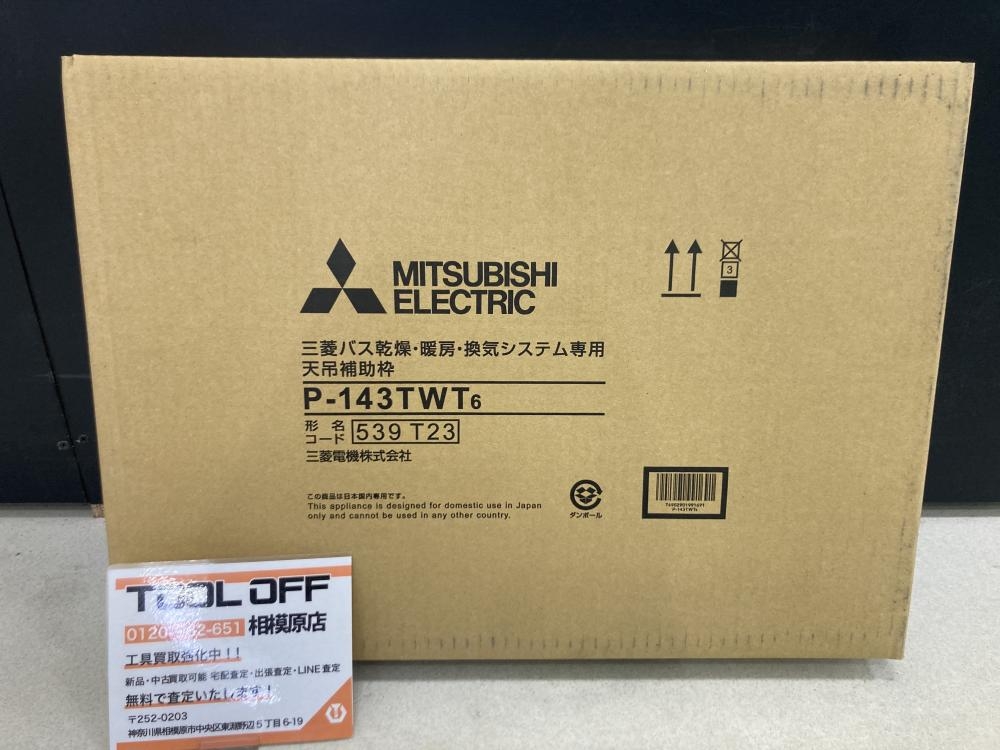 MITSUBISHI
ELECTRIC
3
三菱バス乾燥・暖房・換気システム専用
天吊補助枠
P-143TWT6
形名
コード 539 T23
三菱電機株式会社
この商品は日本国内専用です。
This appliance is designed for domestic use in Japan
only and cannot be used in any other country.
ダンボール
P-143TWT6
TOOL OFF
相模原店
工具買取強化中!!
新品・中古買取可能 宅配査定・出張査定・LINE査定
無料で査定いたします!
〒252-0203
神奈川県相模原市中央区東淵野辺5丁目6-19